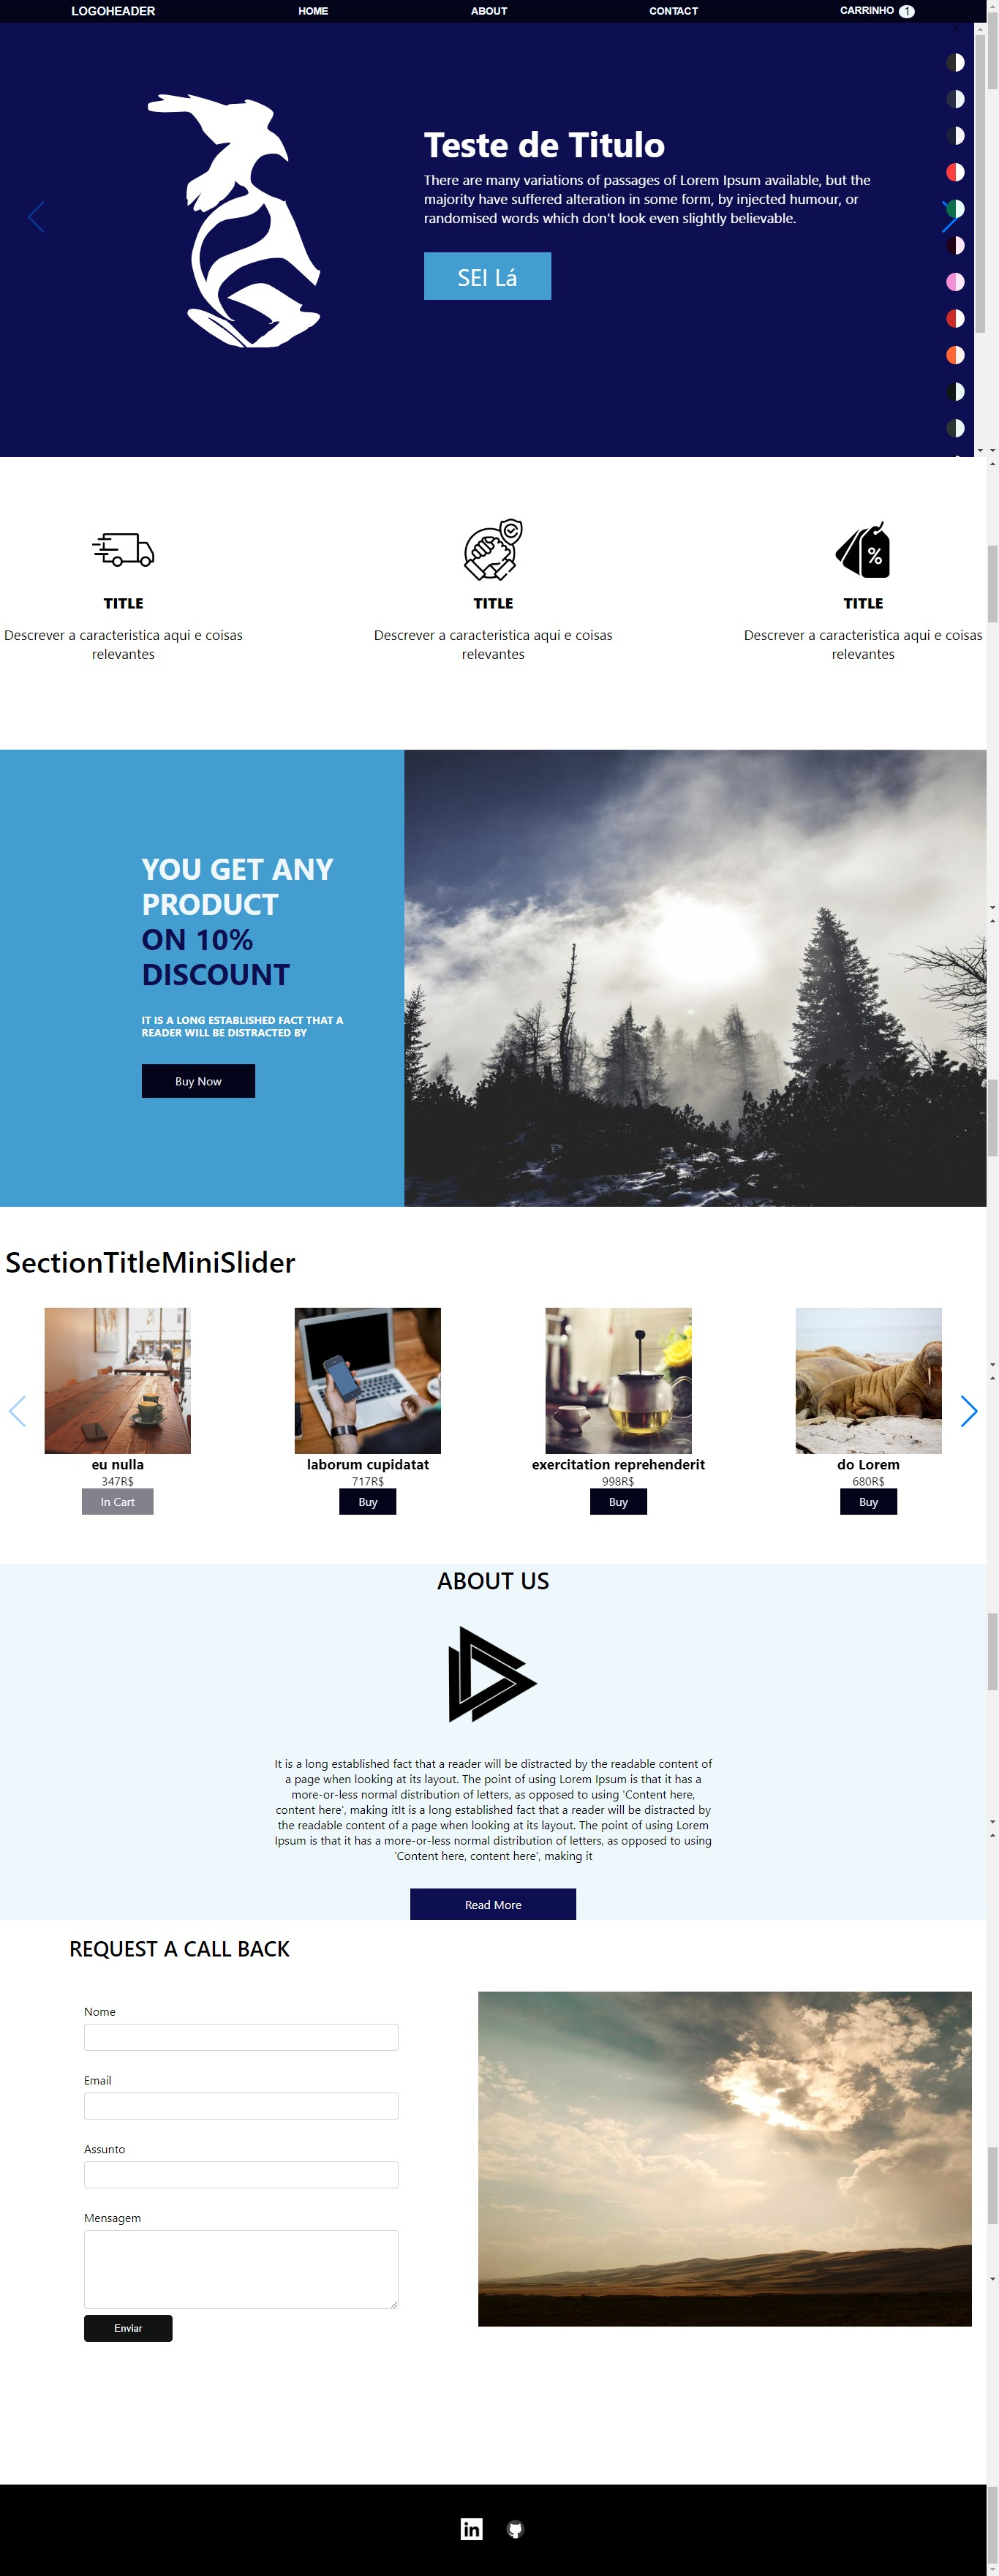 LOGOHEADER HOME ABOUT CONTACT CARRINHO 1
X
Teste de Titulo
There are many variations of passages of Lorem Ipsum available, but the
majority have suffered alteration in some form, by injected humour, or
randomised words which don't look even slightly believable.
SEI Lá
%
TITLE
Descrever a caracteristica aqui e coisas
relevantes
TITLE
Descrever a caracteristica aqui e coisas
relevantes
TITLE
Descrever a caracteristica aqui e coisas
relevantes
YOU GET ANY
PRODUCT
ON 10%
DISCOUNT
IT IS A LONG ESTABLISHED FACT THAT A
READER WILL BE DISTRACTED BY
Buy Now
SectionTitleMiniSlider
eu nulla
347R$
In Cart
laborum cupidatat
717R$
Buy
exercitation reprehenderit
998R$
Buy
do Lorem
680R$
Buy
ABOUT US
It is a long established fact that a reader will be distracted by the readable content of
a page when looking at its layout. The point of using Lorem Ipsum is that it has a
more-or-less normal distribution of letters, as opposed to using 'Content here,
content here', making itIt is a long established fact that a reader will be distracted by
the readable content of a page when looking at its layout. The point of using Lorem
Ipsum is that it has a more-or-less normal distribution of letters, as opposed to using
'Content here, content here', making it
Read More
REQUEST A CALL BACK
Nome
Email
Assunto
Mensagem
Enviar
in